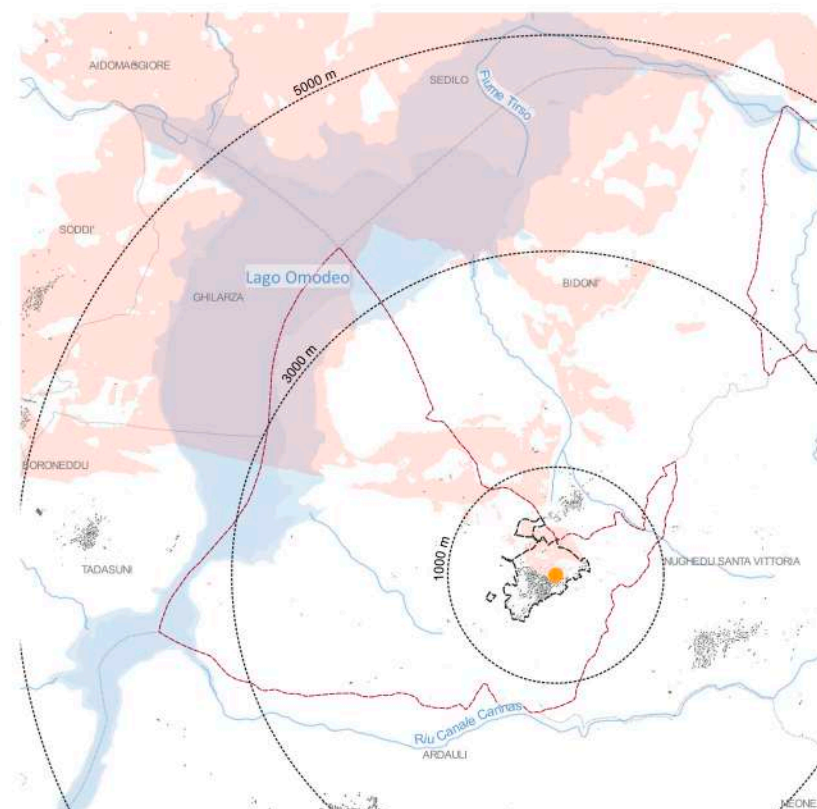 AIDOMAGGIORE
5000 m
SEDILO
Fiume Tirso
SODDI'
Lago Omodeo
GHILARZA
BIDONI'
3000 m
BORONEDDU
1000 m
TADASUNI
NUGHEDU SANTA VITTORIA
Riu Canale Carinas
ARDAULI
NEONE